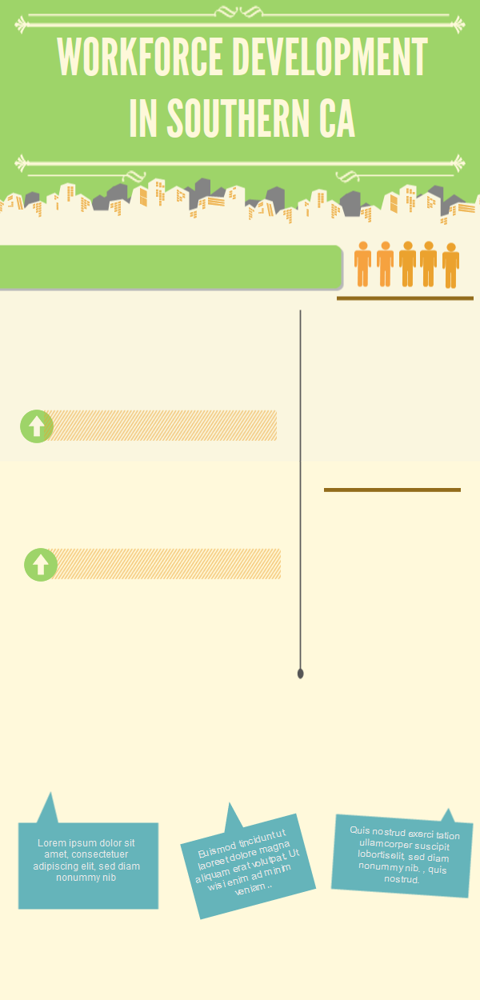 WORKFORCE DEVELOPMENT
IN SOUTHERN CA
Lorem ipsum dolor sit
amet, consectetuer
adipiscing elit, sed diam
nonummy nib
Euismod tincidunt ut
laoreet dolore magna
aliquam erat volutpat. Ut
wisi enim ad minim
veniam..
Quis nostrud exerci tation
ullamcorper suscipit
lobortiselit, sed diam
nonummy nib. , quis
nostrud.